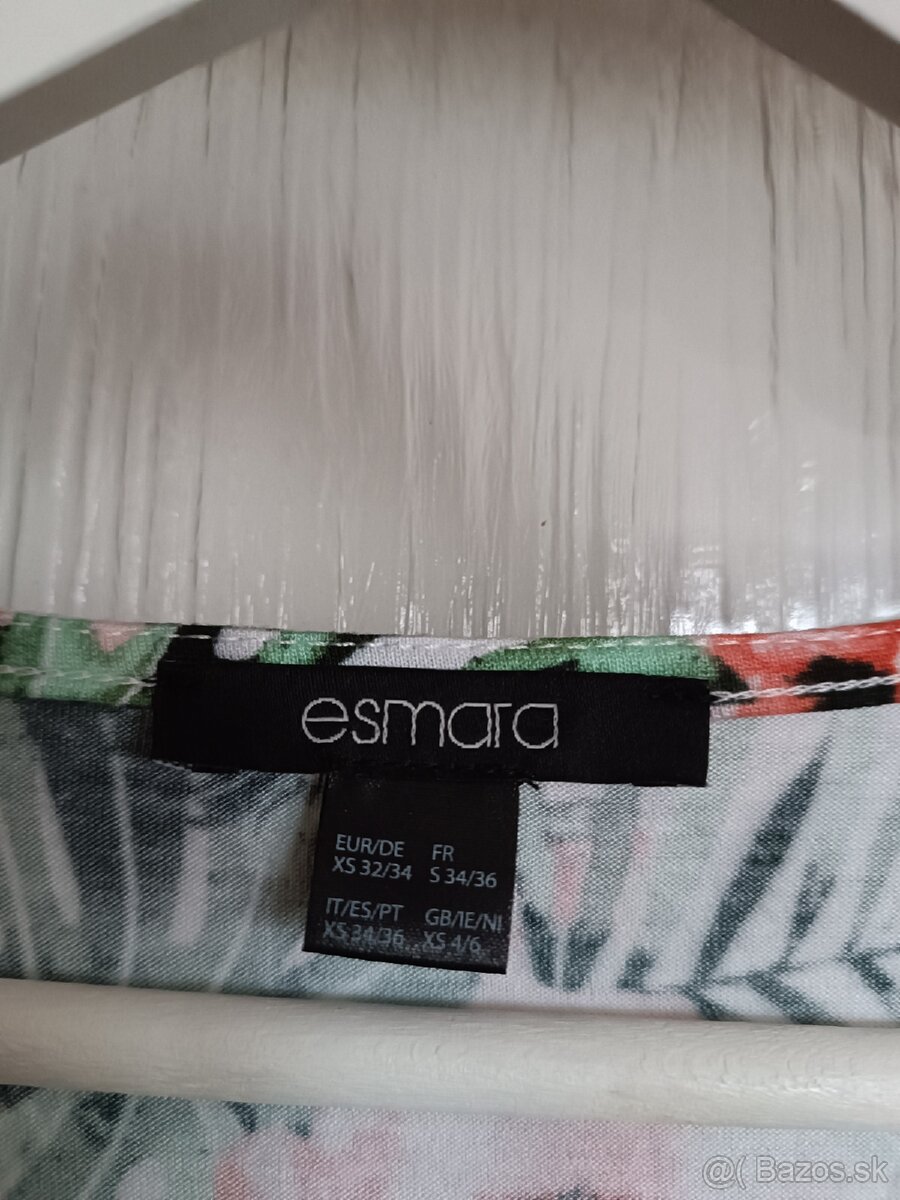 esmara
EUR/DE FR
XS 32/34 S 34/36
IT/ES/PT GB/IE/NI
XS 34/36 XS 4/6
@( Bazos.sk